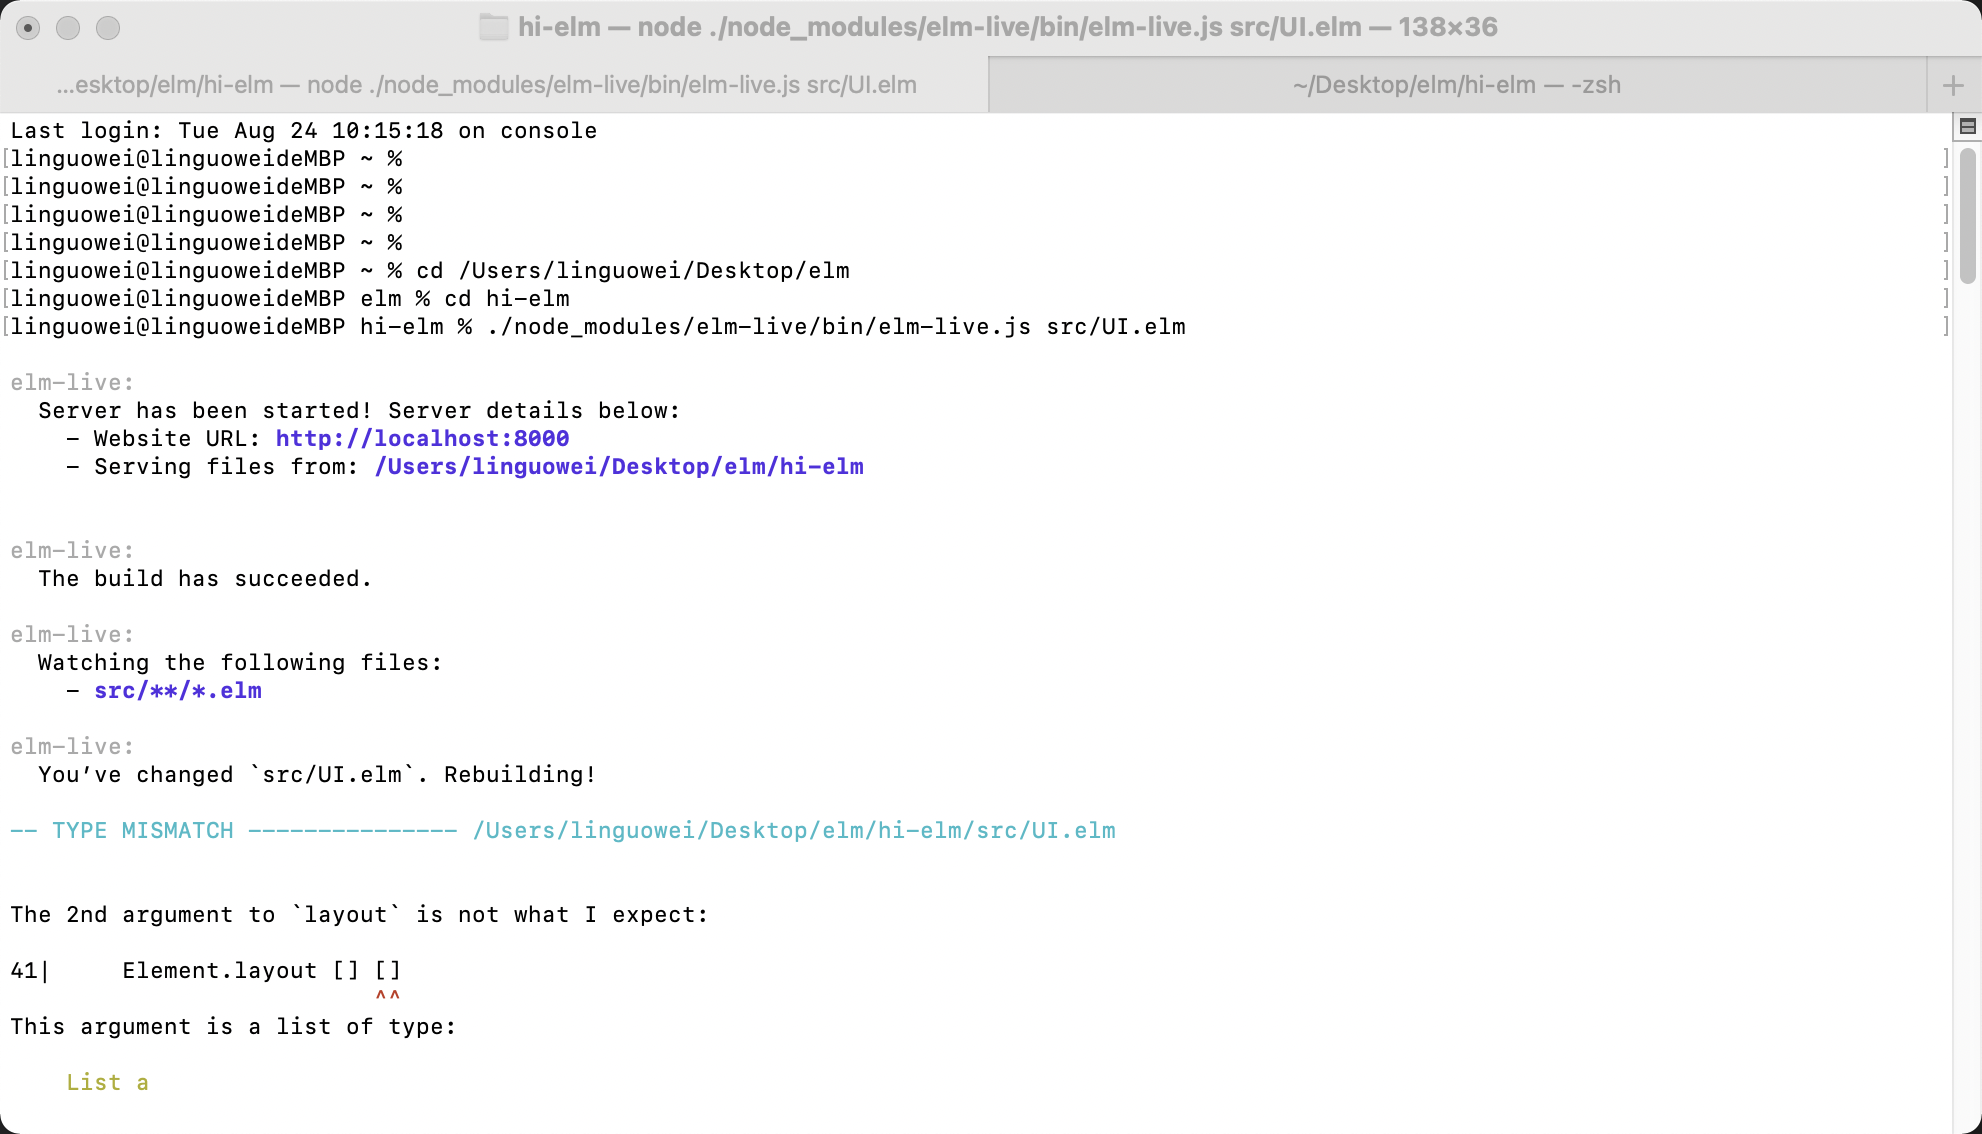 hi-elm — node ./node_modules/elm-live/bin/elm-live.js src/UI.elm — 138×36
...esktop/elm/hi-elm — node ./node_modules/elm-live/bin/elm-live.js src/UI.elm
~/Desktop/elm/hi-elm — -zsh
Last login: Tue Aug 24 10:15:18 on console
[linguowei@linguoweideMBP ~ % ]
[linguowei@linguoweideMBP ~ % ]
[linguowei@linguoweideMBP ~ % ]
[linguowei@linguoweideMBP ~ % ]
[linguowei@linguoweideMBP ~ % cd /Users/linguowei/Desktop/elm ]
[linguowei@linguoweideMBP elm % cd hi-elm ]
[linguowei@linguoweideMBP hi-elm % ./node_modules/elm-live/bin/elm-live.js src/UI.elm ]
elm-live:
Server has been started! Server details below:
– Website URL: http://localhost:8000
– Serving files from: /Users/linguowei/Desktop/elm/hi-elm
elm-live:
The build has succeeded.
elm-live:
Watching the following files:
– src/**/*.elm
elm-live:
You’ve changed `src/UI.elm`. Rebuilding!
-- TYPE MISMATCH --------------- /Users/linguowei/Desktop/elm/hi-elm/src/UI.elm
The 2nd argument to `layout` is not what I expect:
41| Element.layout [] []
^^
This argument is a list of type:
List a